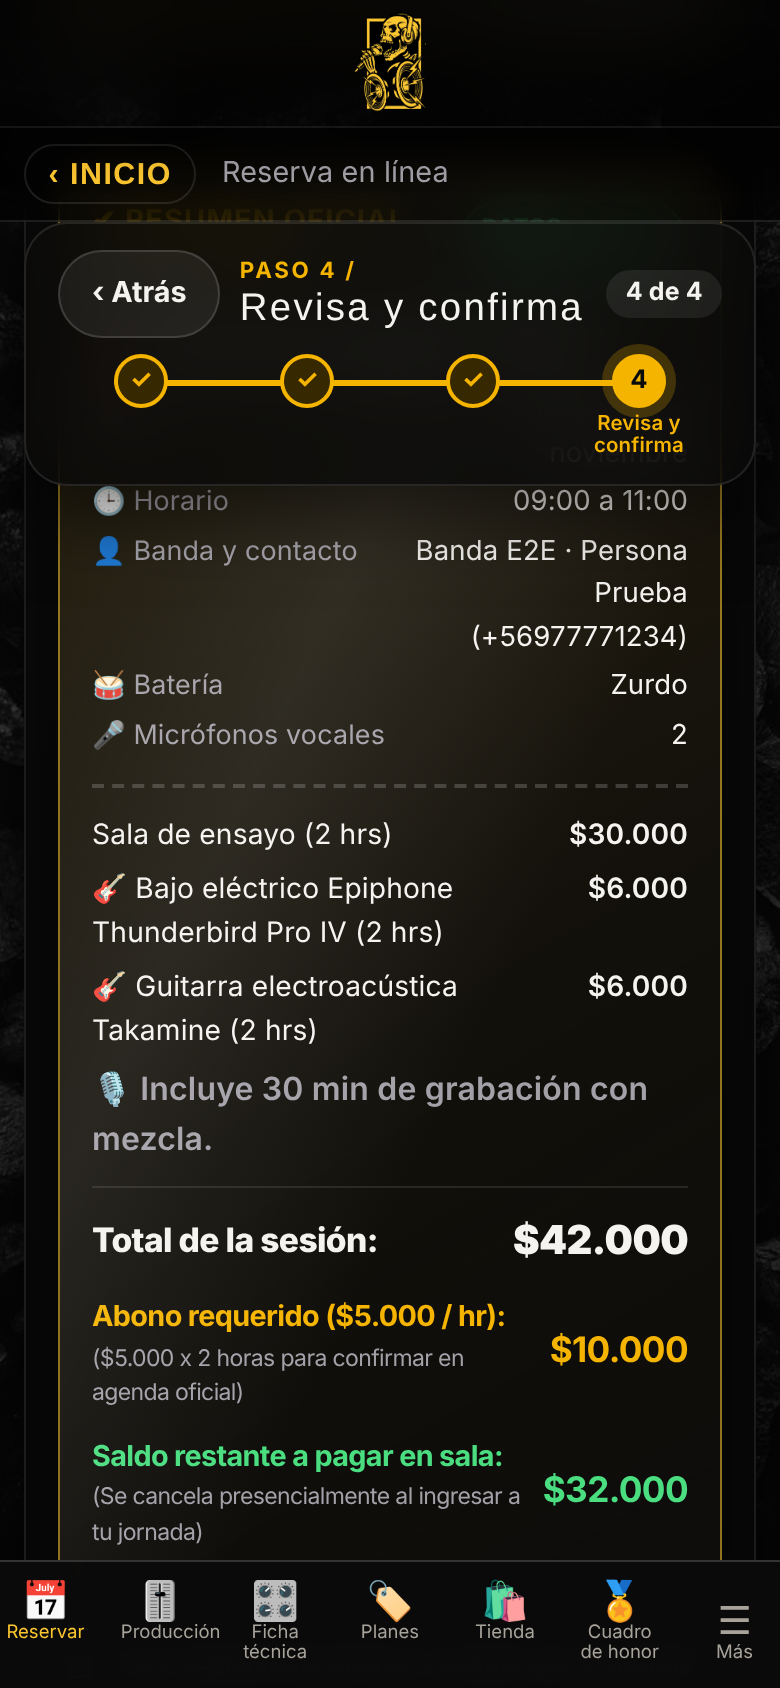 ‹ INICIO
Reserva en línea
✓ RESUMEN OFICIAL
DATOS
‹ Atrás
PASO 4 /
Revisa y confirma
4 de 4
4
Revisa y
confirma
noviembre
Horario
09:00 a 11:00
Banda y contacto
Banda E2E · Persona
Prueba
(+56977771234)
Batería
Zurdo
Micrófonos vocales
2
Sala de ensayo (2 hrs)
$30.000
Bajo eléctrico Epiphone
Thunderbird Pro IV (2 hrs)
$6.000
Guitarra electroacústica
Takamine (2 hrs)
$6.000
Incluye 30 min de grabación con
mezcla.
Total de la sesión:
$42.000
Abono requerido ($5.000 / hr):
($5.000 x 2 horas para confirmar en
agenda oficial)
$10.000
Saldo restante a pagar en sala:
(Se cancela presencialmente al ingresar a
tu jornada)
$32.000
July
17
Reservar
Producción
Ficha
técnica
Planes
Tienda
Cuadro
de honor
Más